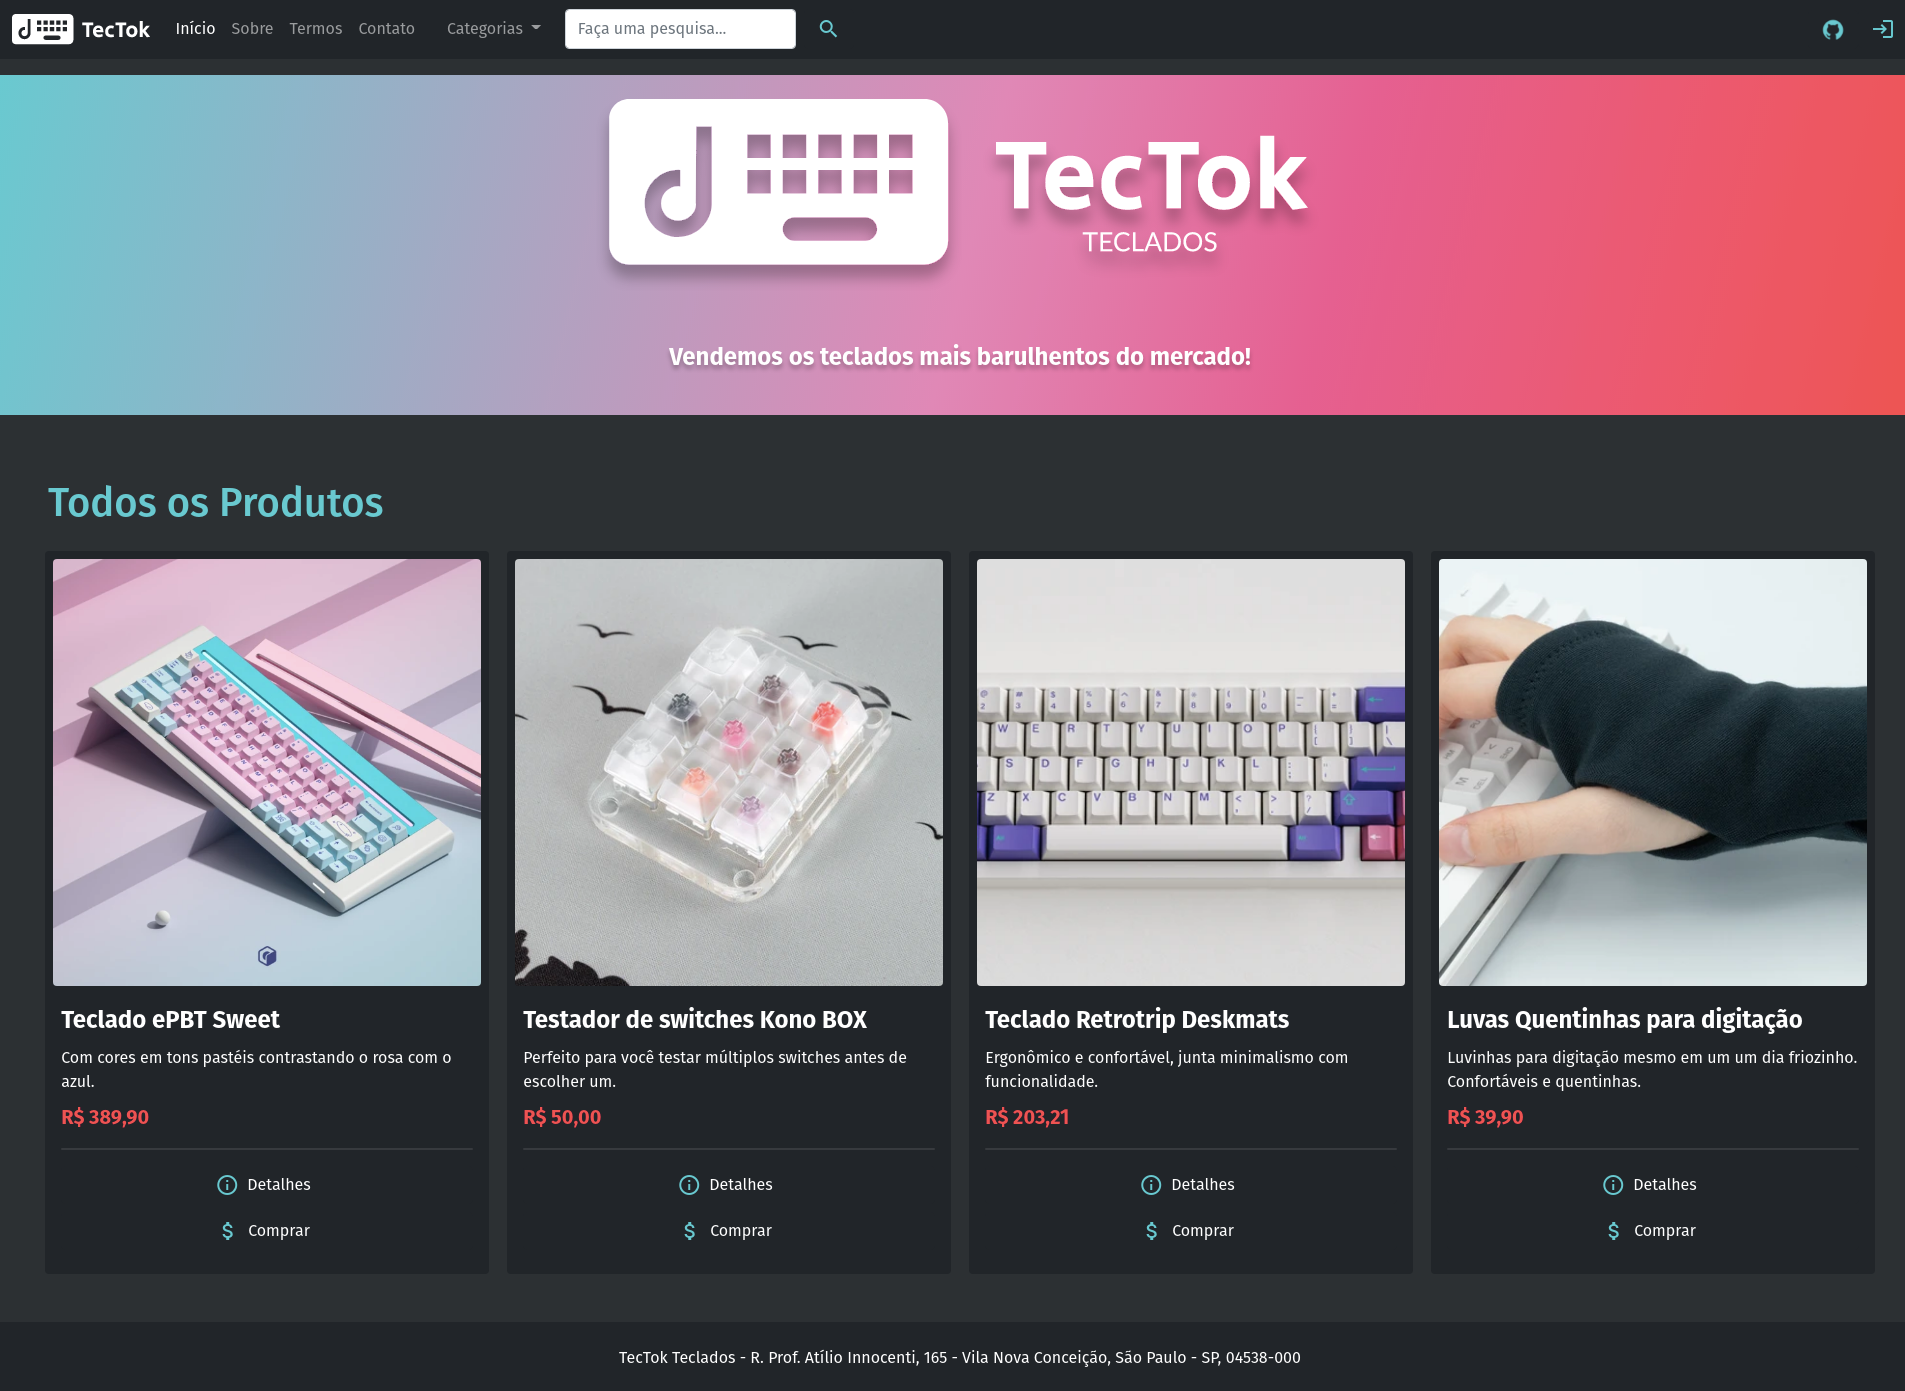 TecTok
Início
Sobre
Termos
Contato
Categorias
Faça uma pesquisa...
TecTok
TECLADOS
Vendemos os teclados mais barulhentos do mercado!
Todos os Produtos
Teclado ePBT Sweet
Com cores em tons pastéis contrastando o rosa com o
azul.
R$ 389,90
Detalhes
Comprar
Testador de switches Kono BOX
Perfeito para você testar múltiplos switches antes de
escolher um.
R$ 50,00
Detalhes
Comprar
Teclado Retrotrip Deskmats
Ergonômico e confortável, junta minimalismo com
funcionalidade.
R$ 203,21
Detalhes
Comprar
Luvas Quentinhas para digitação
Luvinhas para digitação mesmo em um um dia friozinho.
Confortáveis e quentinhas.
R$ 39,90
Detalhes
Comprar
TecTok Teclados - R. Prof. Atílio Innocenti, 165 - Vila Nova Conceição, São Paulo - SP, 04538-000